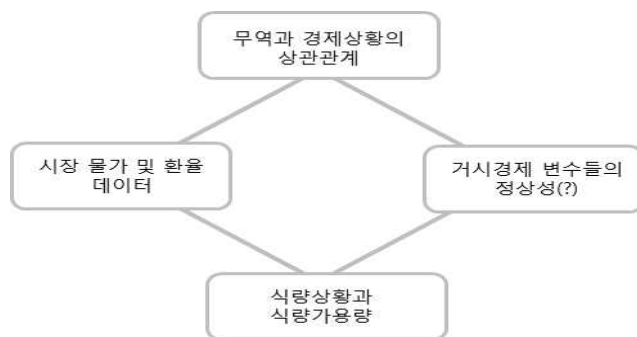 무역과 경제상황의
상관관계
시장 물가 및 환율
데이터
거시경제 변수들의
정상성(?)
식량상황과
식량가용량